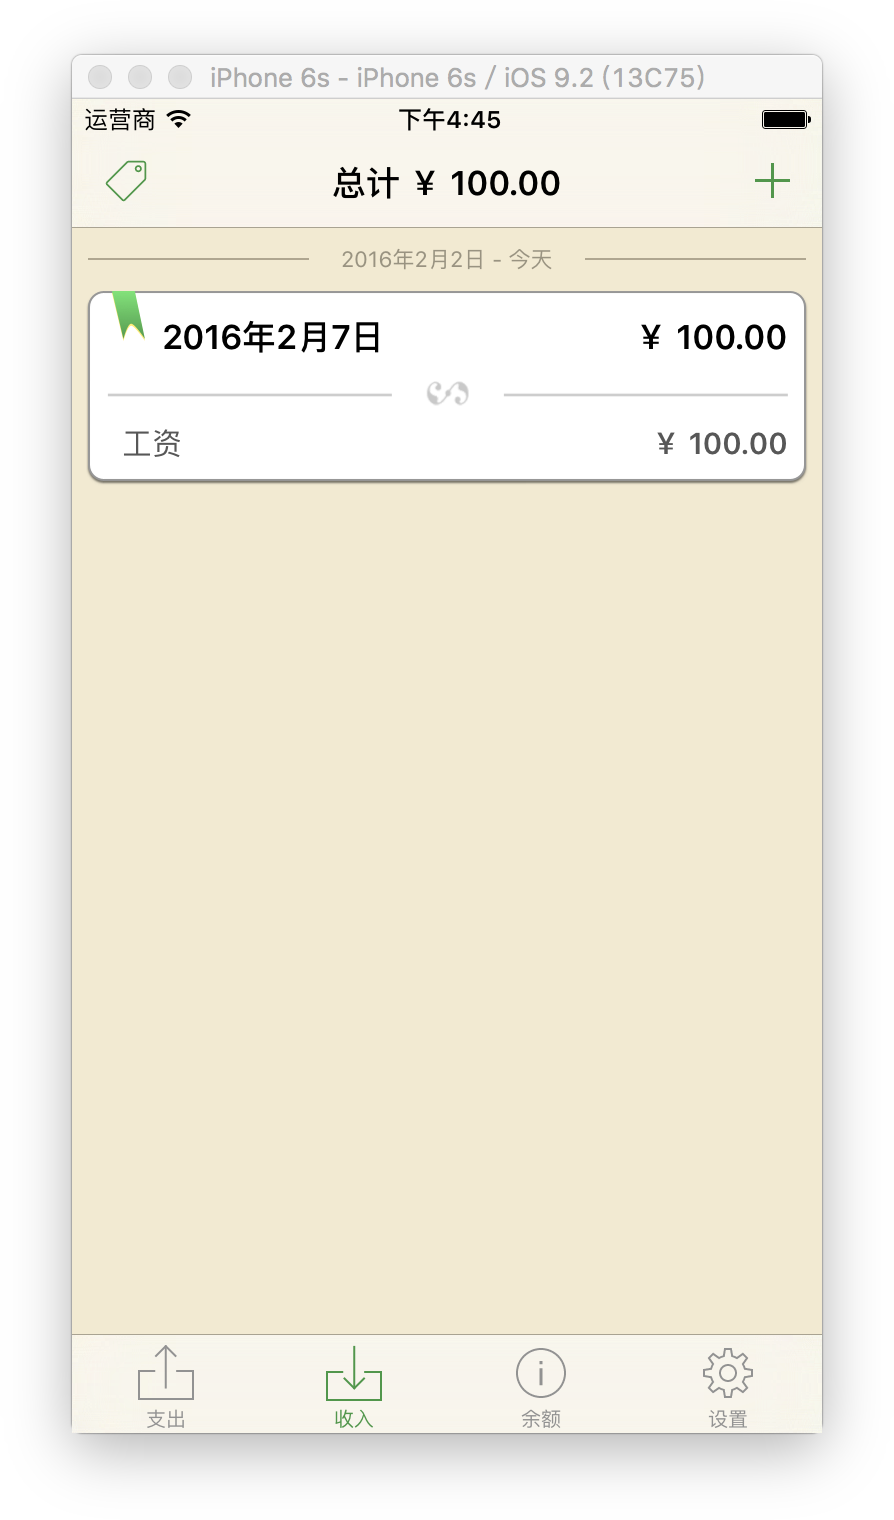 iPhone 6s - iPhone 6s / iOS 9.2 (13C75)
运营商 下午4:45
总计 ¥ 100.00
2016年2月2日 - 今天
2016年2月7日 ¥ 100.00
工资 ¥ 100.00
支出 收入 余额 设置